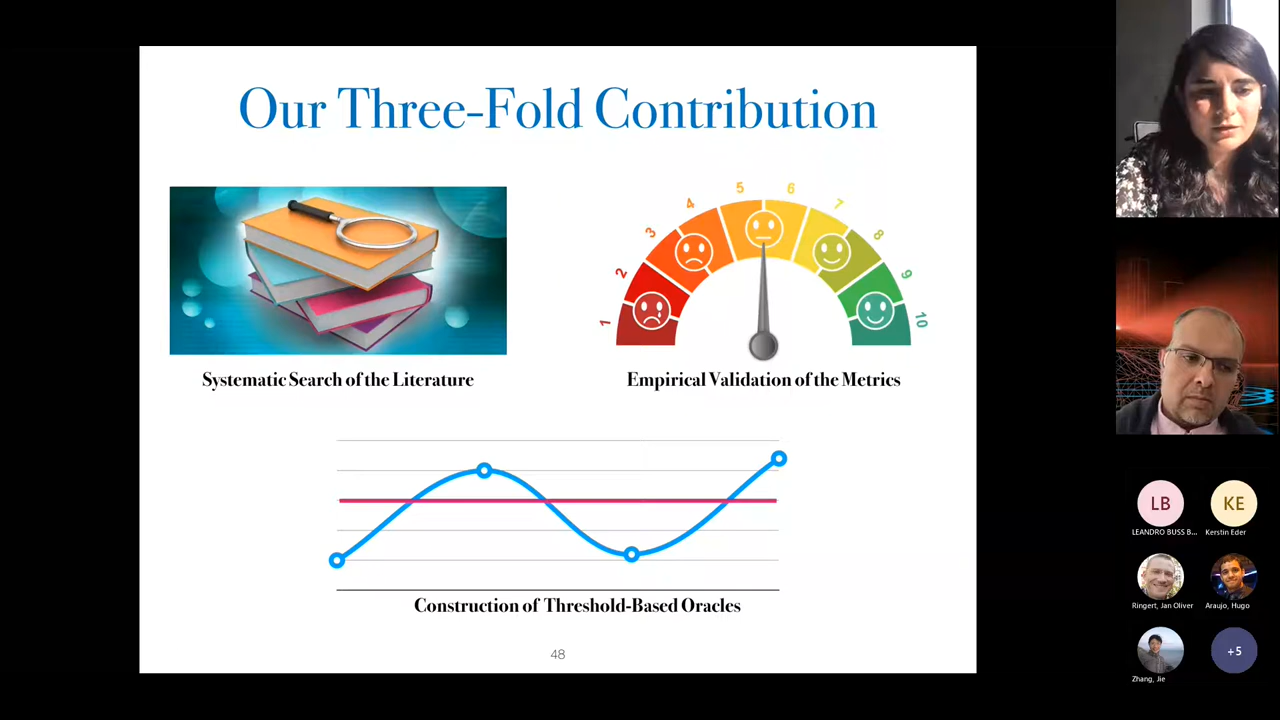 Our Three-Fold Contribution
1
2
3
4
5
6
7
8
9
10
Systematic Search of the Literature
Empirical Validation of the Metrics
Construction of Threshold-Based Oracles
48
LB
KE
LEANDRO BUSS B...
Kerstin Eder
Ringert, Jan Oliver
Araujo, Hugo
+5
Zhang, Jie